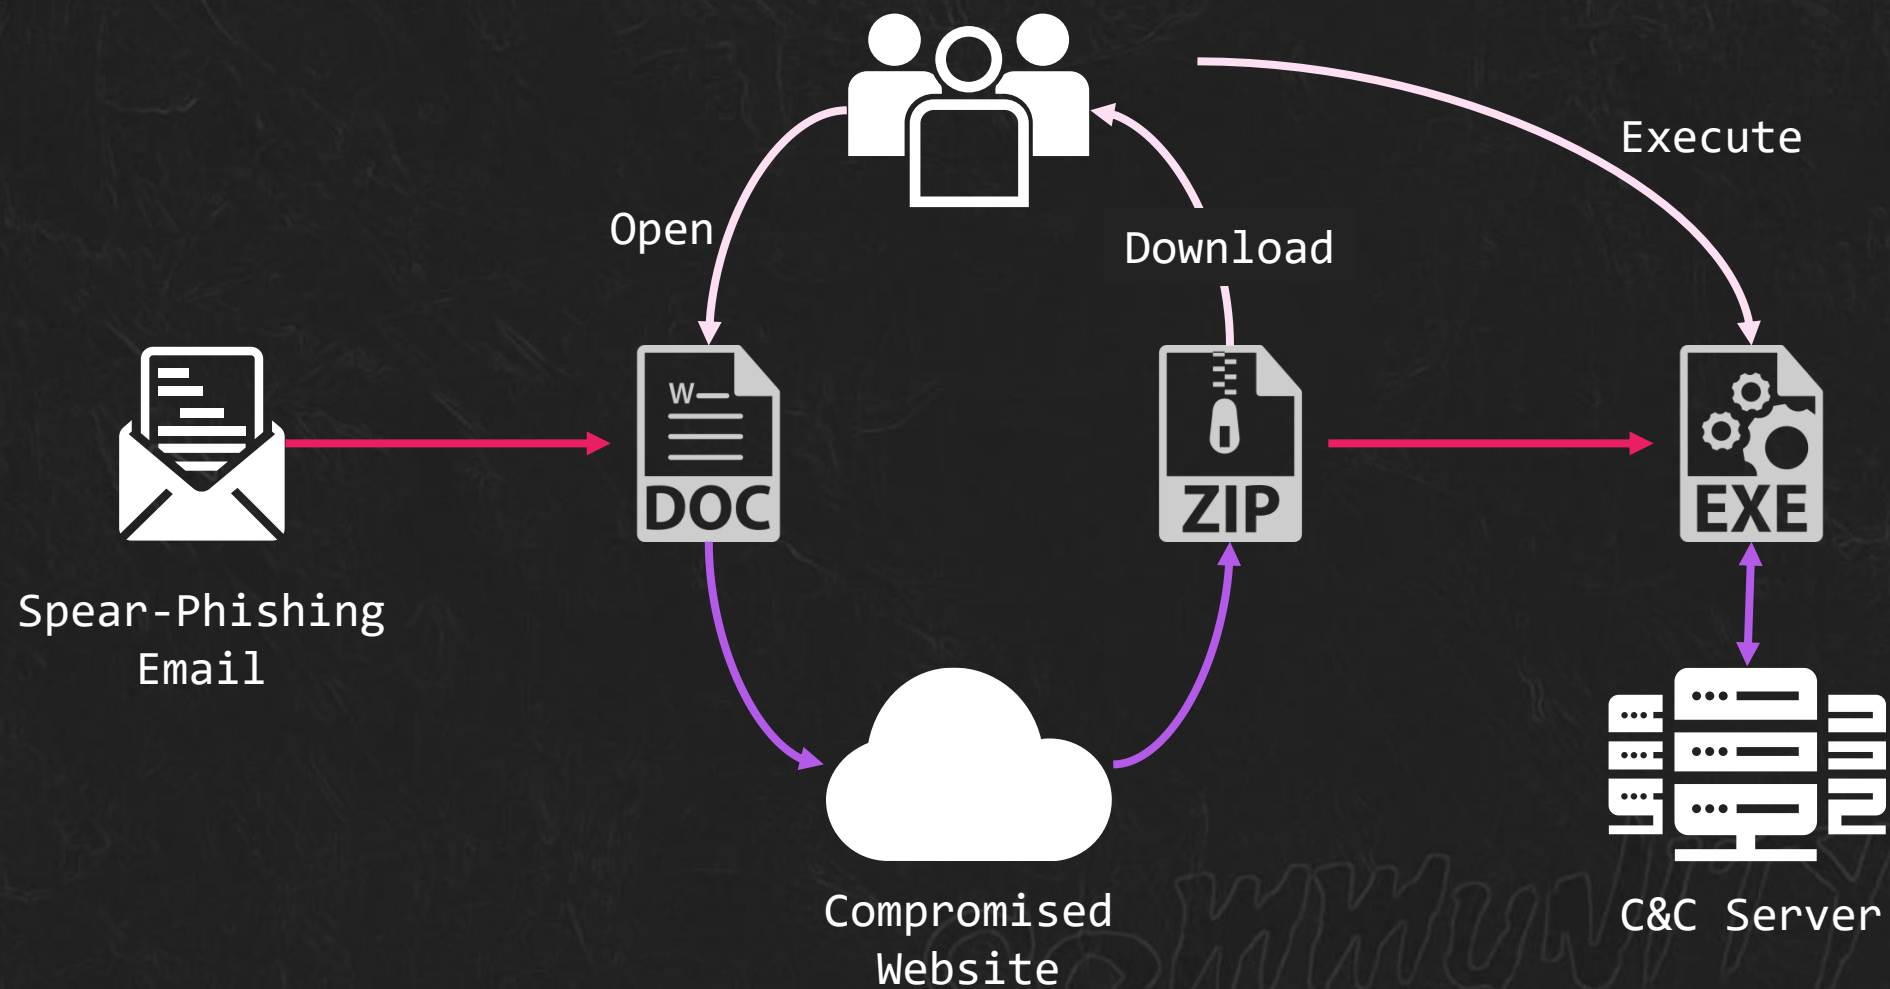 Execute
Open
Download
W
DOC
ZIP
EXE
Spear-Phishing
Email
Compromised
Website
C&C Server